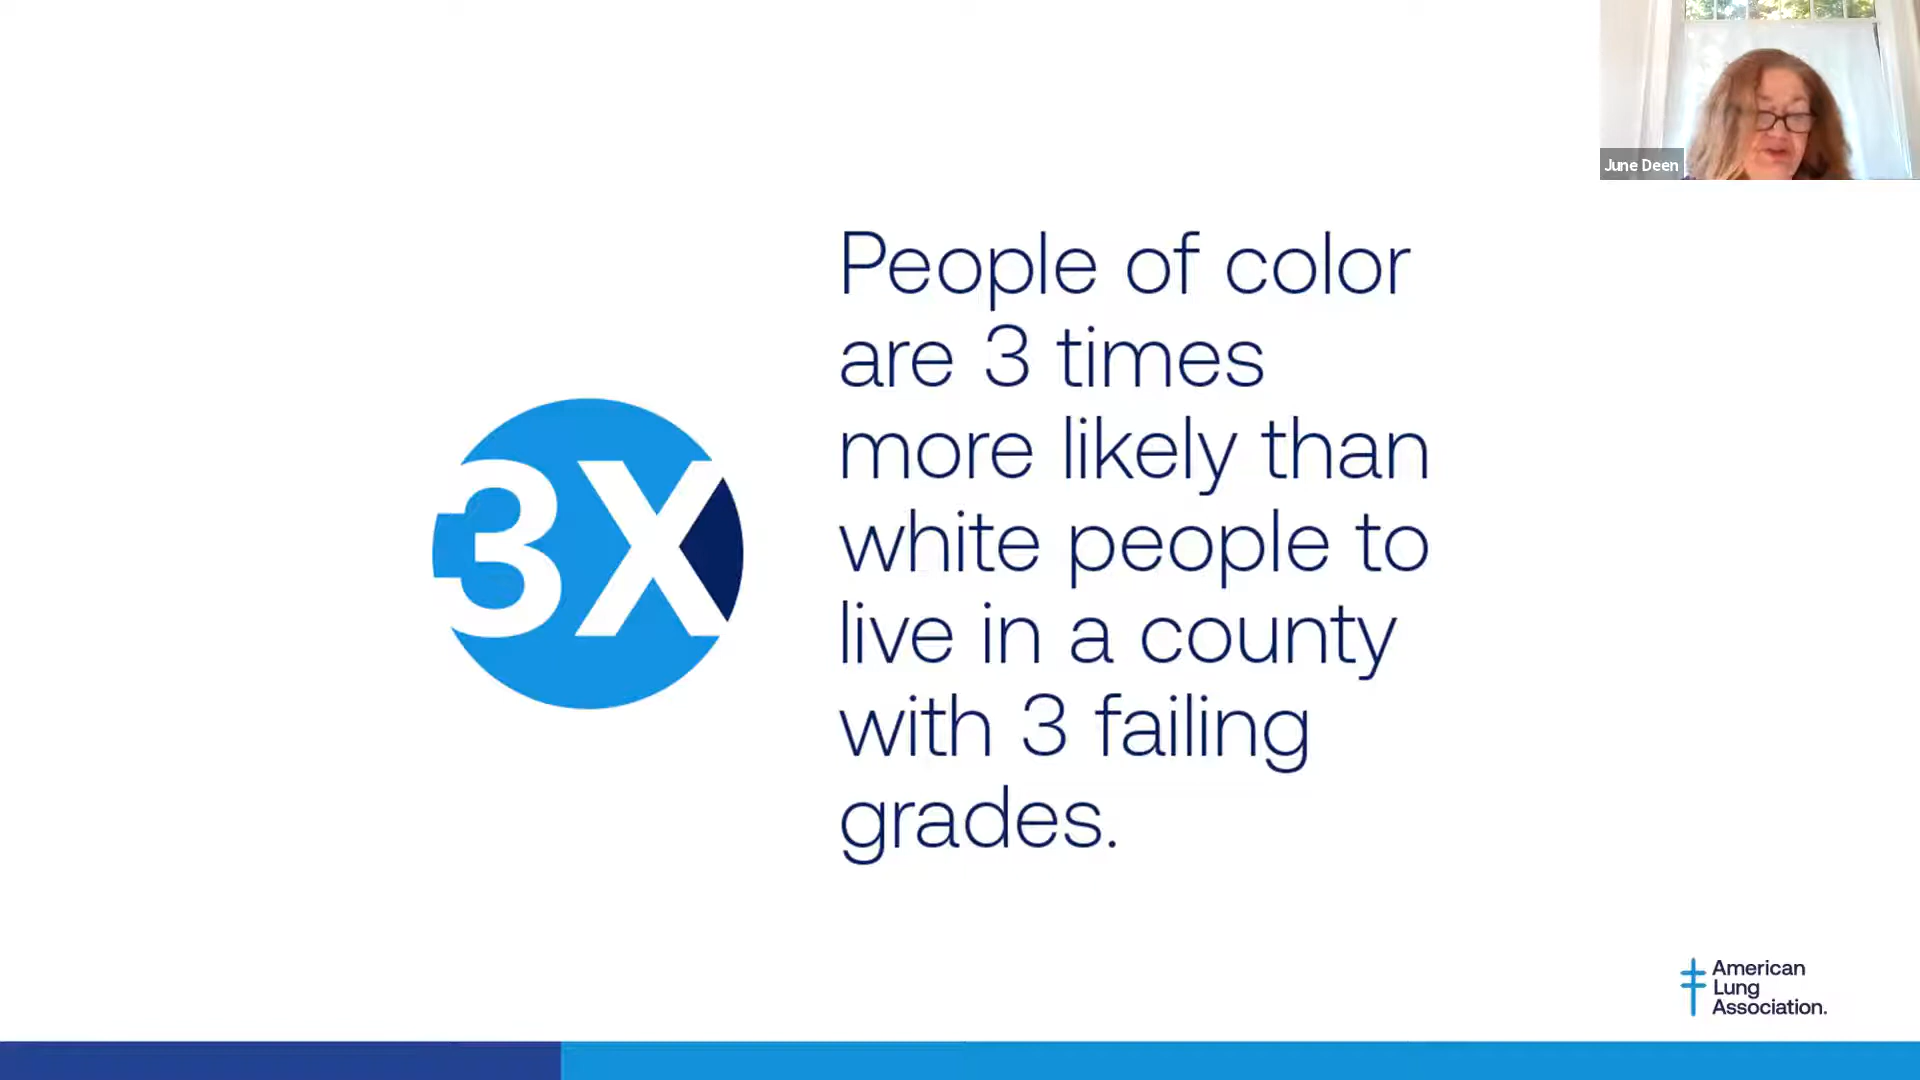 June Deen
3X
People of color
are 3 times
more likely than
white people to
live in a county
with 3 failing
grades.
American
Lung
Association.